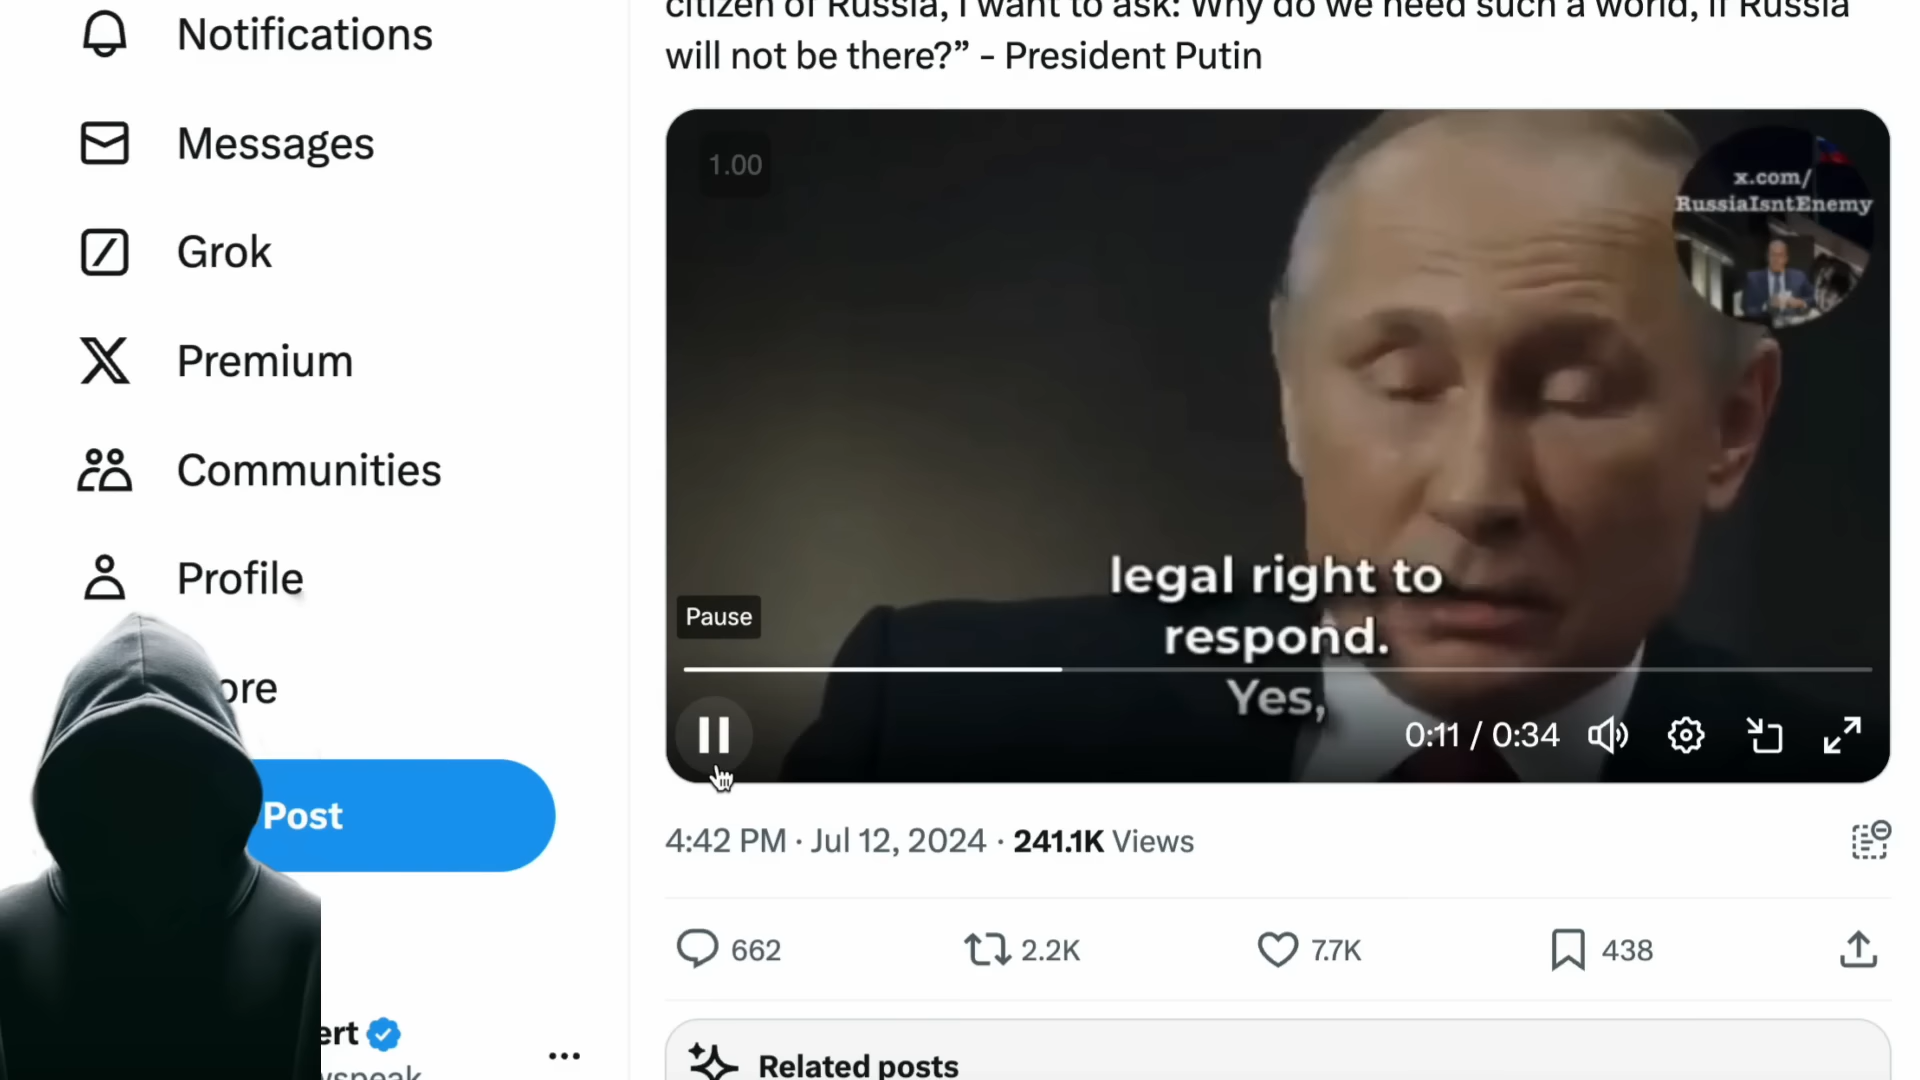 Notifications
Messages
Grok
Premium
Communities
Profile
ore
Post
ert
citizen of Russia, I want to ask: Why do we need such a world, if Russia
will not be there?” - President Putin
1.00
x.com/
RussiaIsntEnemy
legal right to
respond.
Yes,
Pause
0:11 / 0:34
4:42 PM · Jul 12, 2024 · 241.1K Views
662
2.2K
7.7K
438
Related posts